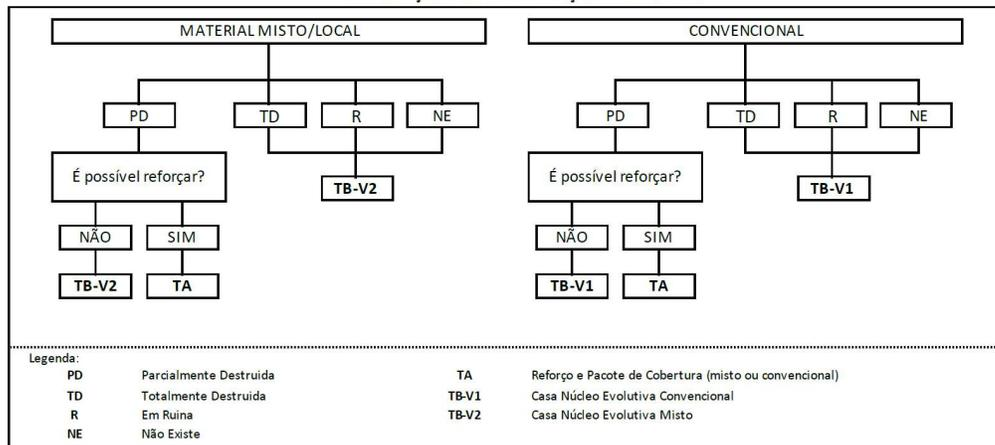 MATERIAL MISTO/LOCAL CONVENCIONAL
PD TD R NE PD TD R NE
É possível reforçar? TB-V2 É possível reforçar? TB-V1
NÃO SIM NÃO SIM
TB-V2 TA TB-V1 TA
Legenda:
PD Parcialmente Destruida TA Reforço e Pacote de Cobertura (misto ou convencional)
TD Totalmente Destruida TB-V1 Casa Núcleo Evolutiva Convencional
R Em Ruina TB-V2 Casa Núcleo Evolutiva Misto
NE Não Existe